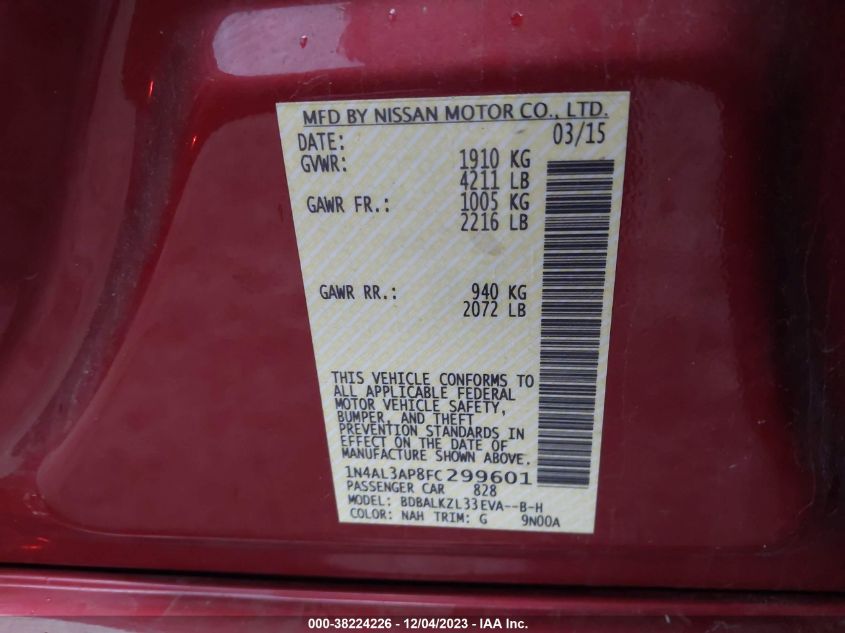 MFD BY NISSAN MOTOR CO., LTD.
DATE: 03/15
GVWR: 1910 KG
4211 LB
GAWR FR.: 1005 KG
2216 LB
GAWR RR.: 940 KG
2072 LB
THIS VEHICLE CONFORMS TO
ALL APPLICABLE FEDERAL
MOTOR VEHICLE SAFETY,
BUMPER, AND THEFT
PREVENTION STANDARDS IN
EFFECT ON THE DATE OF
MANUFACTURE SHOWN ABOVE.
1N4AL3AP8FC299601
PASSENGER CAR 828
MODEL: BDBALKZL33EVA--B-H
COLOR: NAH TRIM: G 9N00A
000-38224226 - 12/04/2023 - IAA Inc.